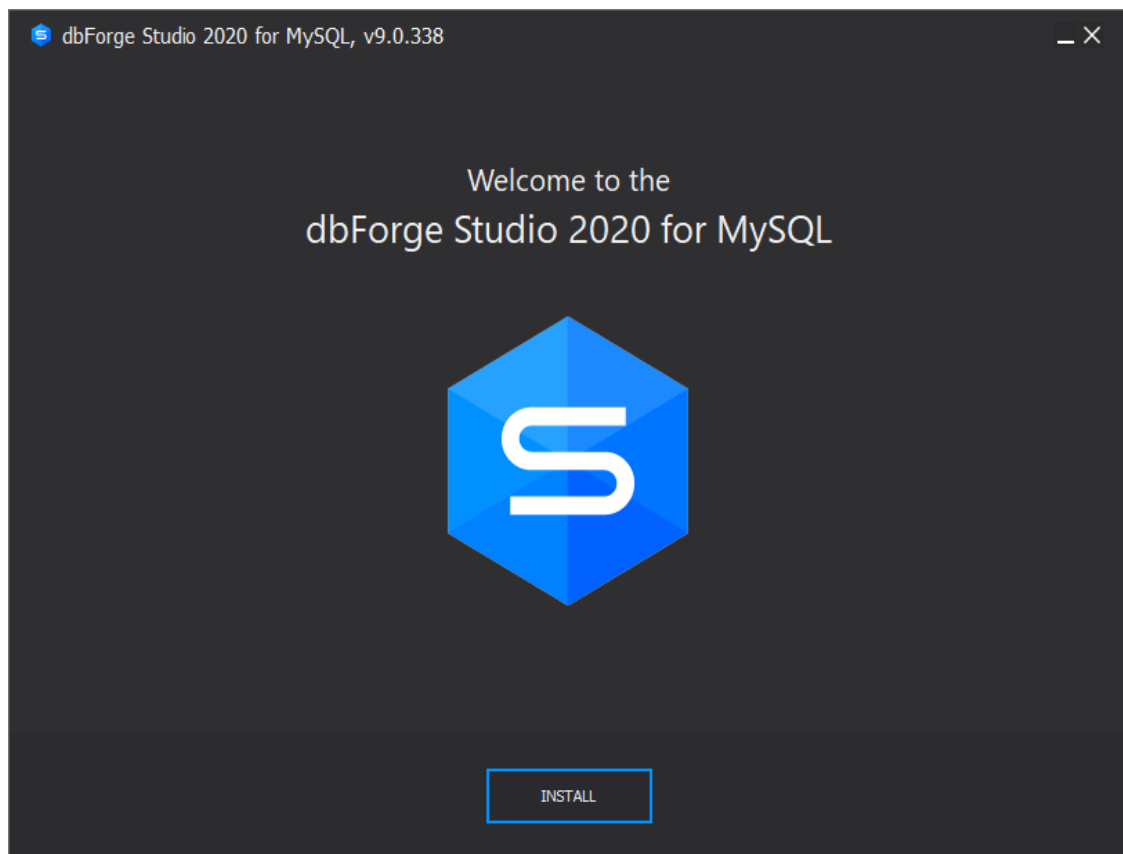 dbForge Studio 2020 for MySQL, v9.0.338
Welcome to the
dbForge Studio 2020 for MySQL
S
INSTALL